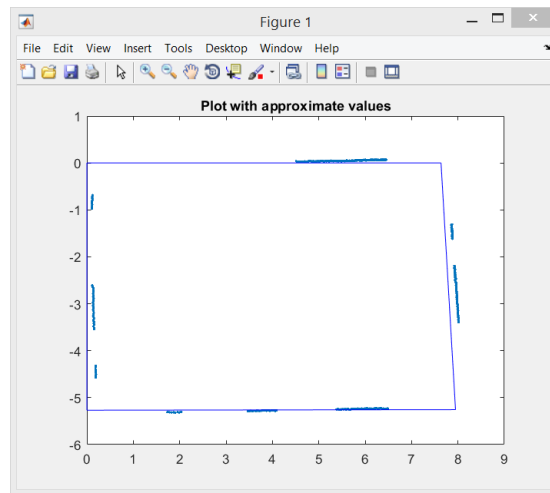 Figure 1
File Edit View Insert Tools Desktop Window Help
Plot with approximate values
1
0
-1
-2
-3
-4
-5
-6
0 1 2 3 4 5 6 7 8 9